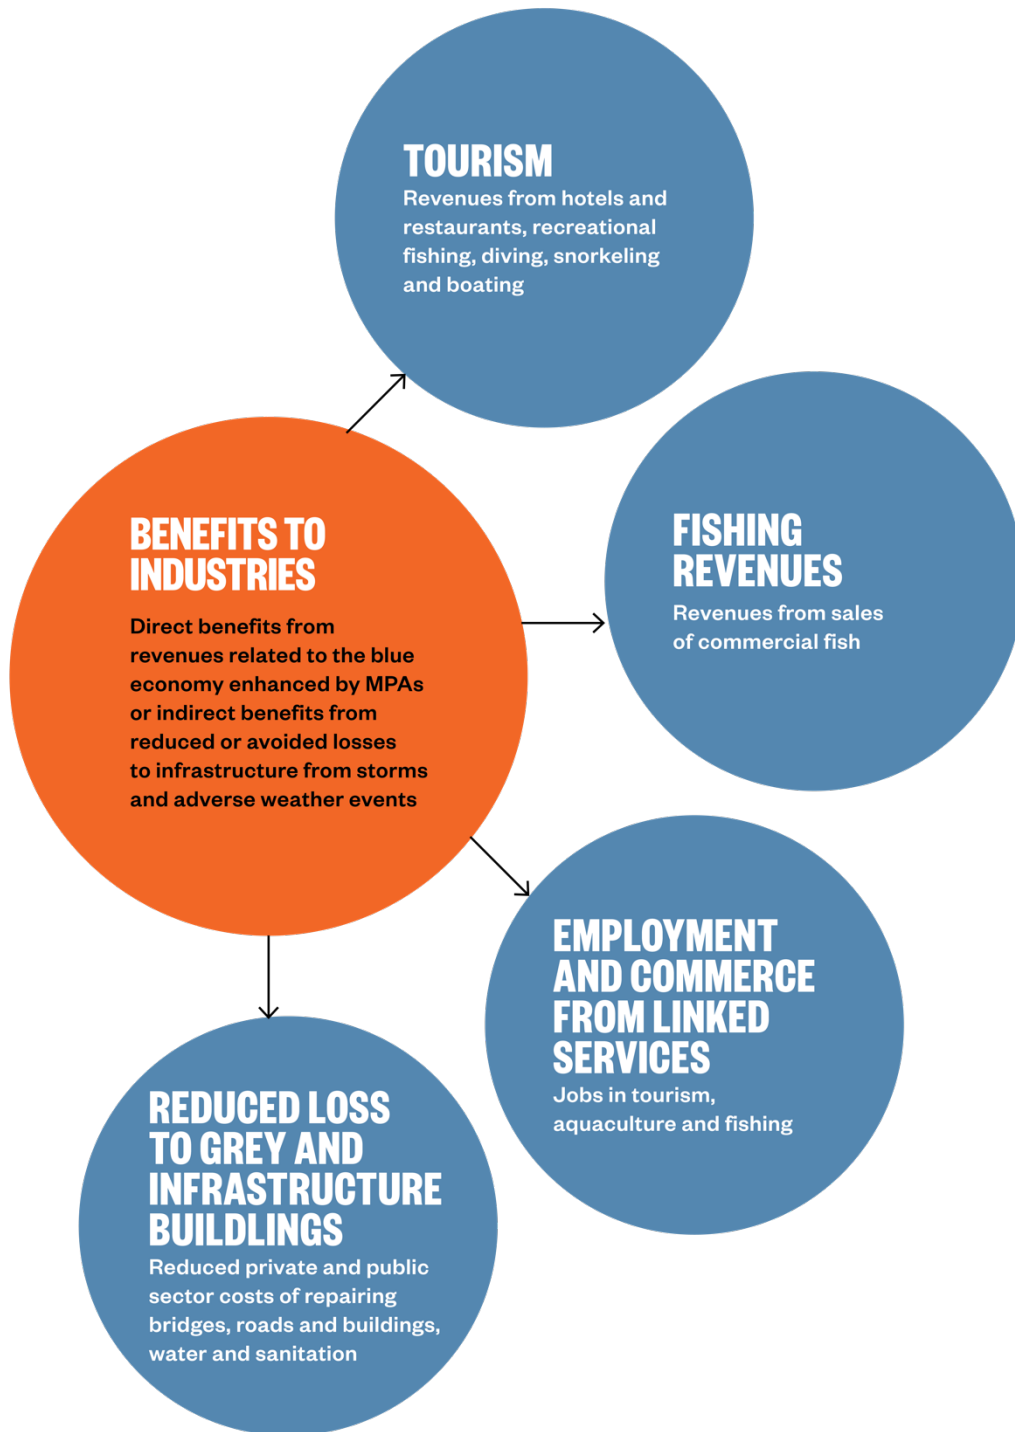 TOURISM
Revenues from hotels and
restaurants, recreational
fishing, diving, snorkeling
and boating
BENEFITS TO
INDUSTRIES
Direct benefits from
revenues related to the blue
economy enhanced by MPAs
or indirect benefits from
reduced or avoided losses
to infrastructure from storms
and adverse weather events
FISHING
REVENUES
Revenues from sales
of commercial fish
EMPLOYMENT
AND COMMERCE
FROM LINKED
SERVICES
Jobs in tourism,
aquaculture and fishing
REDUCED LOSS
TO GREY AND
INFRASTRUCTURE
BUILDLINGS
Reduced private and public
sector costs of repairing
bridges, roads and buildings,
water and sanitation